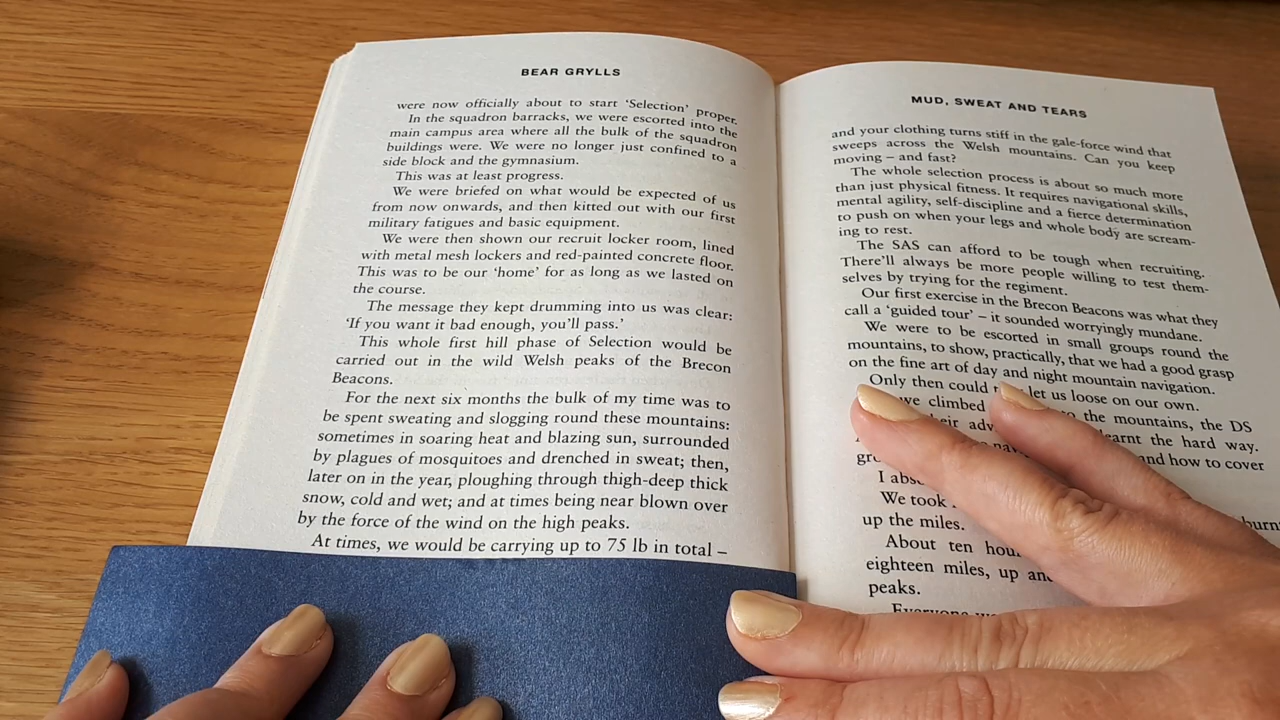 BEAR GRYLLS
were now officially about to start ‘Selection’ proper.
In the squadron barracks, we were escorted into the
main campus area where all the bulk of the squadron
buildings were. We were no longer just confined to a
side block and the gymnasium.
This was at least progress.
We were briefed on what would be expected of us
from now onwards, and then kitted out with our first
military fatigues and basic equipment.
We were then shown our recruit locker room, lined
with metal mesh lockers and red-painted concrete floor.
This was to be our ‘home’ for as long as we lasted on
the course.
The message they kept drumming into us was clear:
‘If you want it bad enough, you’ll pass.’
This whole first hill phase of Selection would be
carried out in the wild Welsh peaks of the Brecon
Beacons.
For the next six months the bulk of my time was to
be spent sweating and slogging round these mountains:
sometimes in soaring heat and blazing sun, surrounded
by plagues of mosquitoes and drenched in sweat; then,
later on in the year, ploughing through thigh-deep thick
snow, cold and wet; and at times being near blown over
by the force of the wind on the high peaks.
At times, we would be carrying up to 75 lb in total –
MUD, SWEAT AND TEARS
and your clothing turns stiff in the gale-force wind that
sweeps across the Welsh mountains. Can you keep
moving – and fast?
The whole selection process is about so much more
than just physical fitness. It requires navigational skills,
mental agility, self-discipline and a fierce determination
to push on when your legs and whole body are scream-
ing to rest.
The SAS can afford to be tough when recruiting.
There’ll always be more people willing to test them-
selves by trying for the regiment.
Our first exercise in the Brecon Beacons was what they
call a ‘guided tour’ – it sounded worryingly mundane.
We were to be escorted in small groups round the
mountains, to show, practically, that we had a good grasp
on the fine art of day and night mountain navigation.
Only then could let us loose on our own.
we climbed the mountains, the DS
learnt the hard way.
and how to cover
I
We took
up the miles.
About ten
eighteen miles, up
peaks.
Everyone